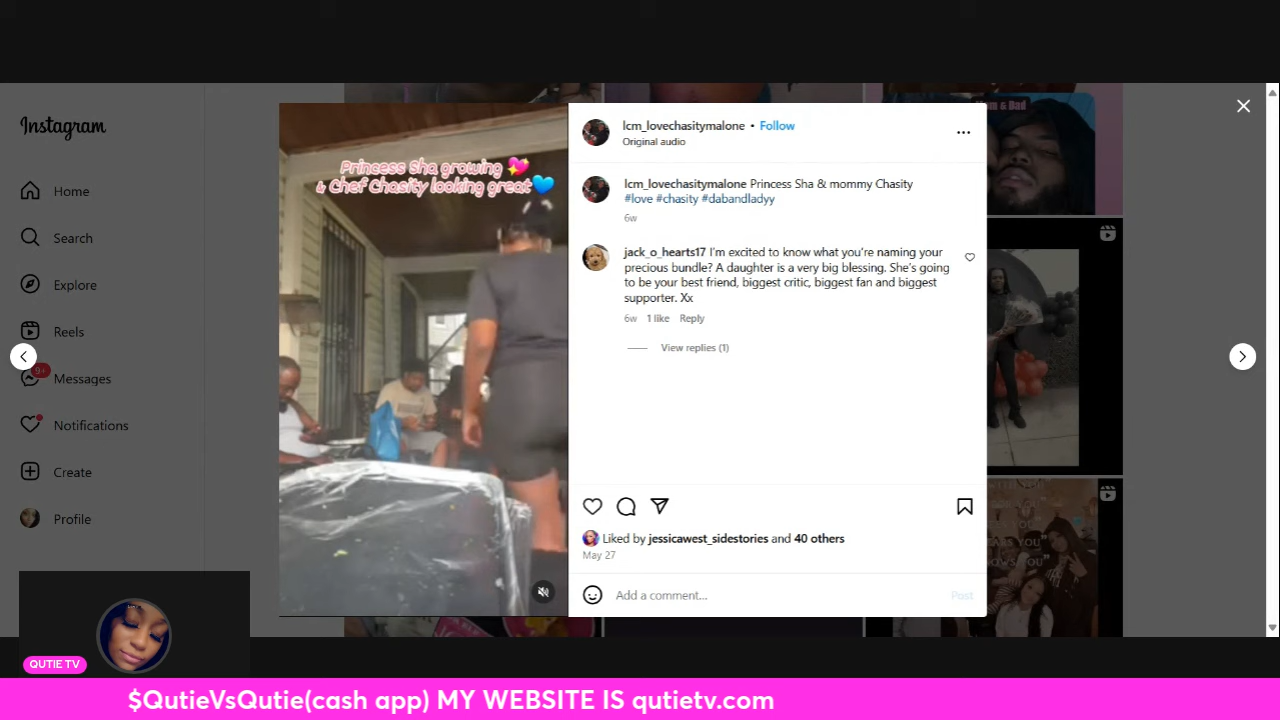 Instagram
Home
Search
Explore
Reels
9+
Messages
Notifications
Create
Profile
Princess Sha growing 💖
& Chef Chasity looking great💙
lcm_lovechasitymalone • Follow
Original audio
lcm_lovechasitymalone Princess Sha & mommy Chasity
#love #chasity #dabandladyy
6w
jack_o_hearts17 I'm excited to know what you're naming your
precious bundle? A daughter is a very big blessing. She's going
to be your best friend, biggest critic, biggest fan and biggest
supporter. Xx
6w 1 like Reply
View replies (1)
Liked by jessicawest_sidestories and 40 others
May 27
Add a comment...
Post
& Dad
QUTIE TV
$QutieVsQutie(cash app) MY WEBSITE IS qutietv.com